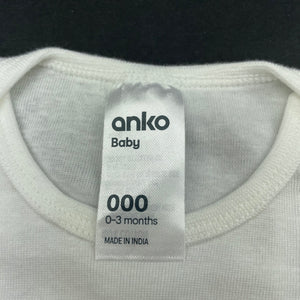 anko
Baby
000
0-3 months
MADE IN INDIA